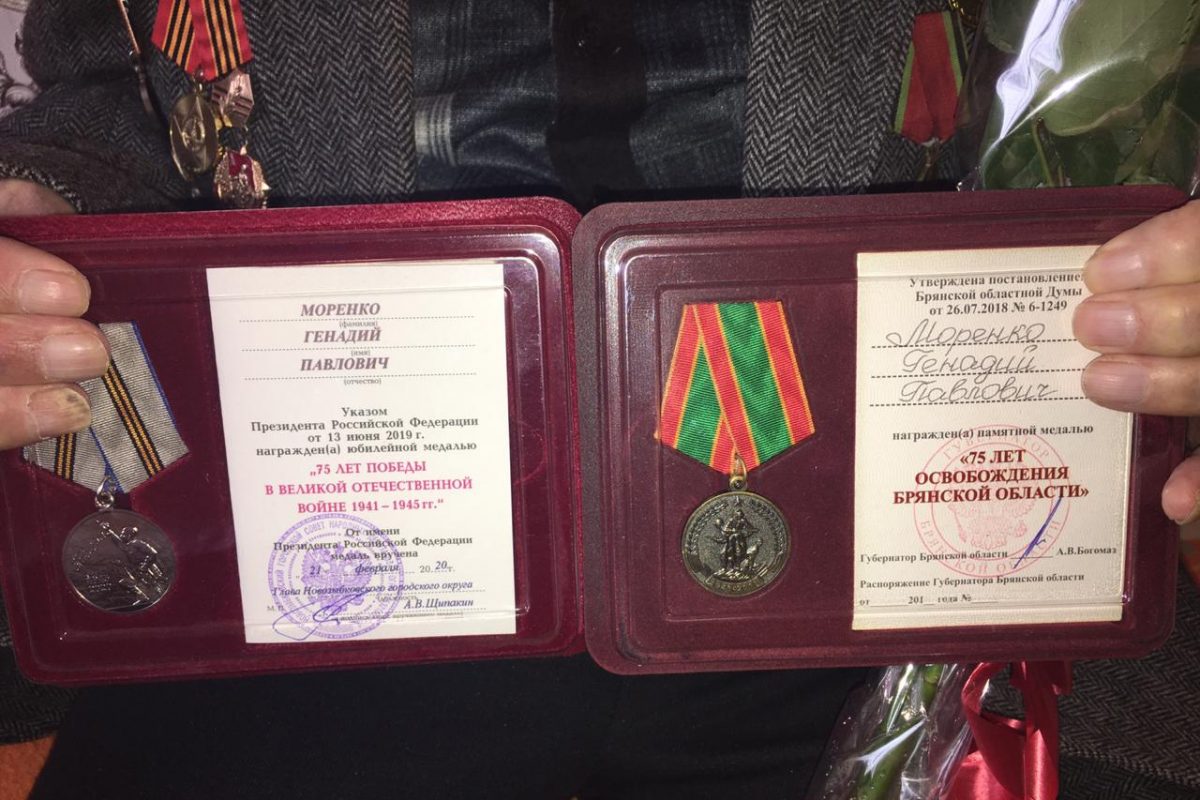 МОРЕНКО
(фамилия)
ГЕНАДИЙ
(имя)
ПАВЛОВИЧ
(отчество)
Указом
Президента Российской Федерации
от 13 июня 2019 г.
награжден(а) юбилейной медалью
„75 ЛЕТ ПОБЕДЫ
В ВЕЛИКОЙ ОТЕЧЕСТВЕННОЙ
ВОЙНЕ 1941 – 1945 гг.“
От имени
Президента Российской Федерации
медаль вручена
„ 21 “ февраля 20 20 г.
Глава Новозыбковского городского округа
А.В.Щипакин
М. П.
Утверждена постановлением
Брянской областной Думы
от 26.07.2018 № 6-1249
Моренко
Генадий
Павлович
награжден(а) памятной медалью
«75 ЛЕТ
ОСВОБОЖДЕНИЯ
БРЯНСКОЙ ОБЛАСТИ»
Губернатор Брянской области А.В.Богомаз
Распоряжение Губернатора Брянской области
от 201 года №